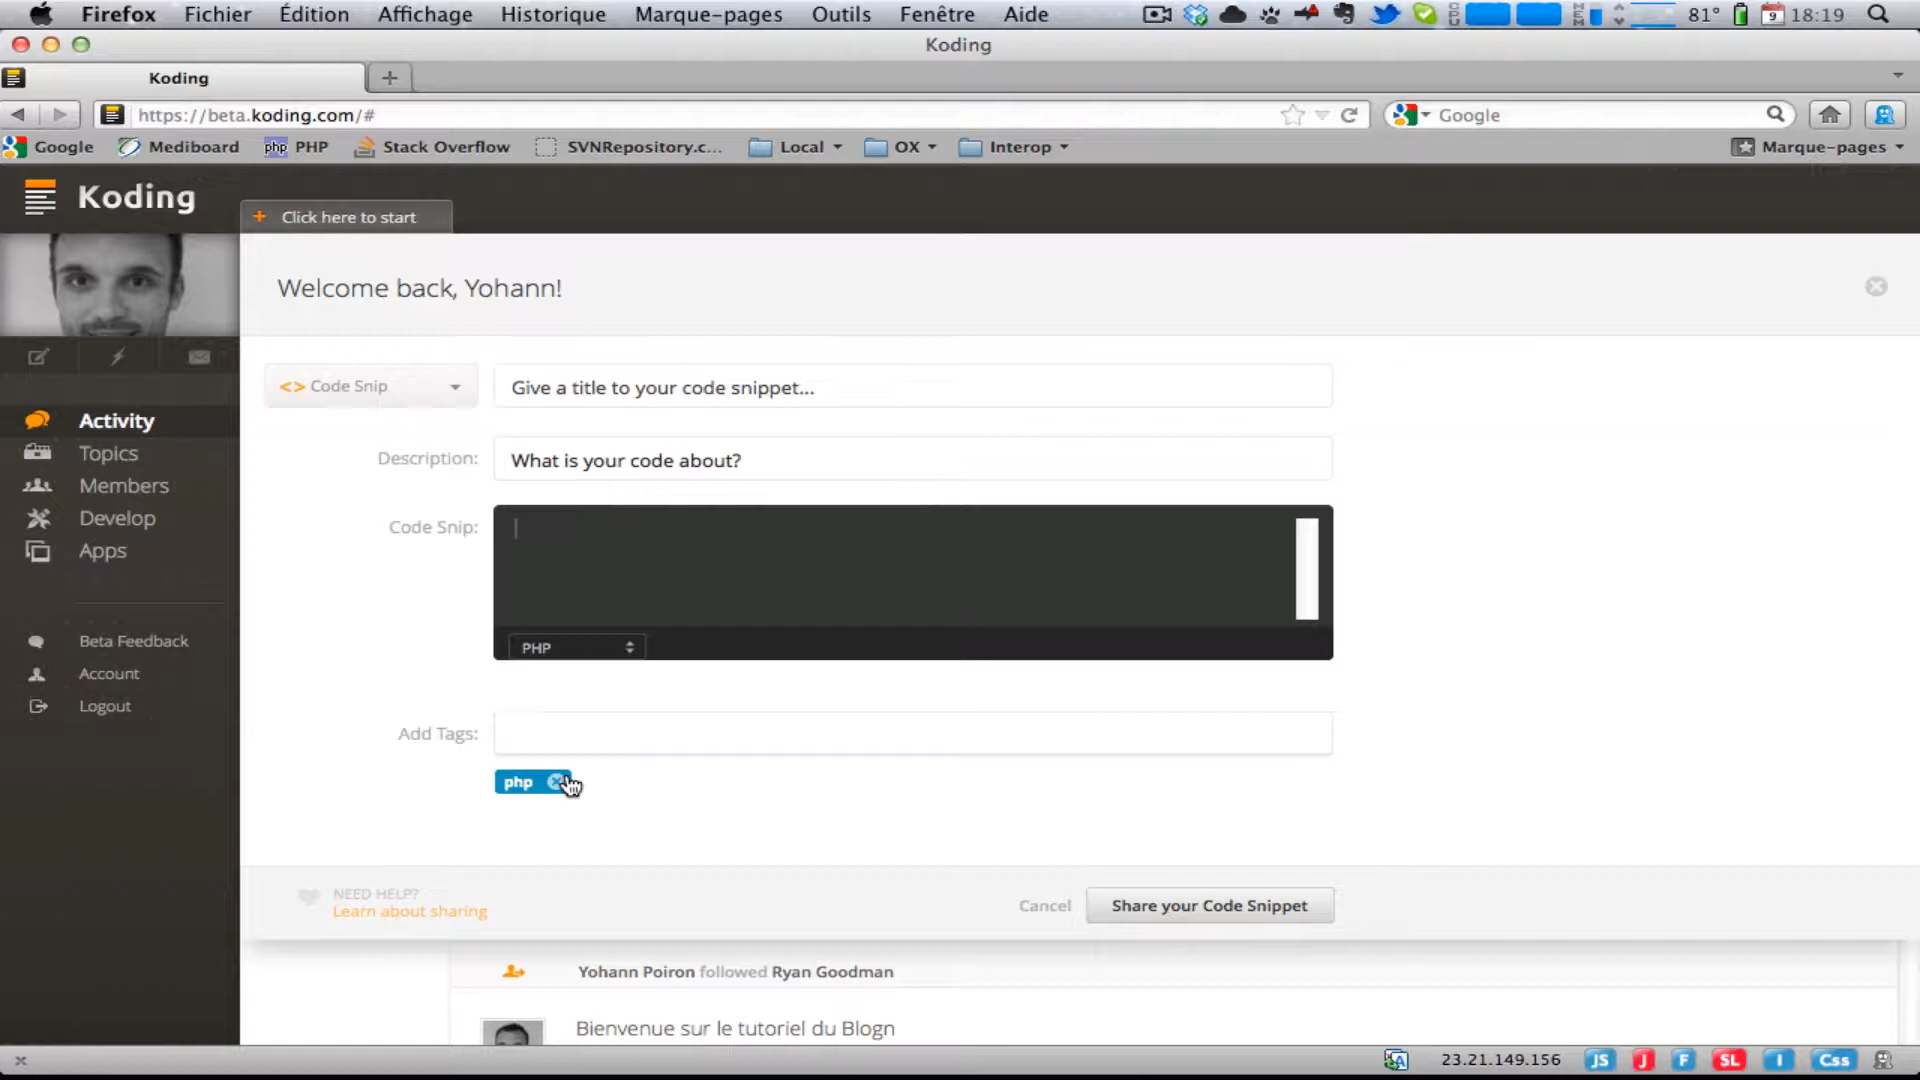 Firefox Fichier Édition Affichage Historique Marque-pages Outils Fenêtre Aide 81° 9 18:19
Koding
Koding
https://beta.koding.com/# Google
Google Mediboard php PHP Stack Overflow SVNRepository.c... Local OX Interop Marque-pages
Koding
+ Click here to start
Welcome back, Yohann!
<> Code Snip Give a title to your code snippet...
Activity
Topics
Members
Develop
Apps
Beta Feedback
Account
Logout
Description: What is your code about?
Code Snip:
PHP
Add Tags:
php
NEED HELP?
Learn about sharing
Cancel Share your Code Snippet
Yohann Poiron followed Ryan Goodman
Bienvenue sur le tutoriel du Blogn
23.21.149.156 JS J F SL I Css